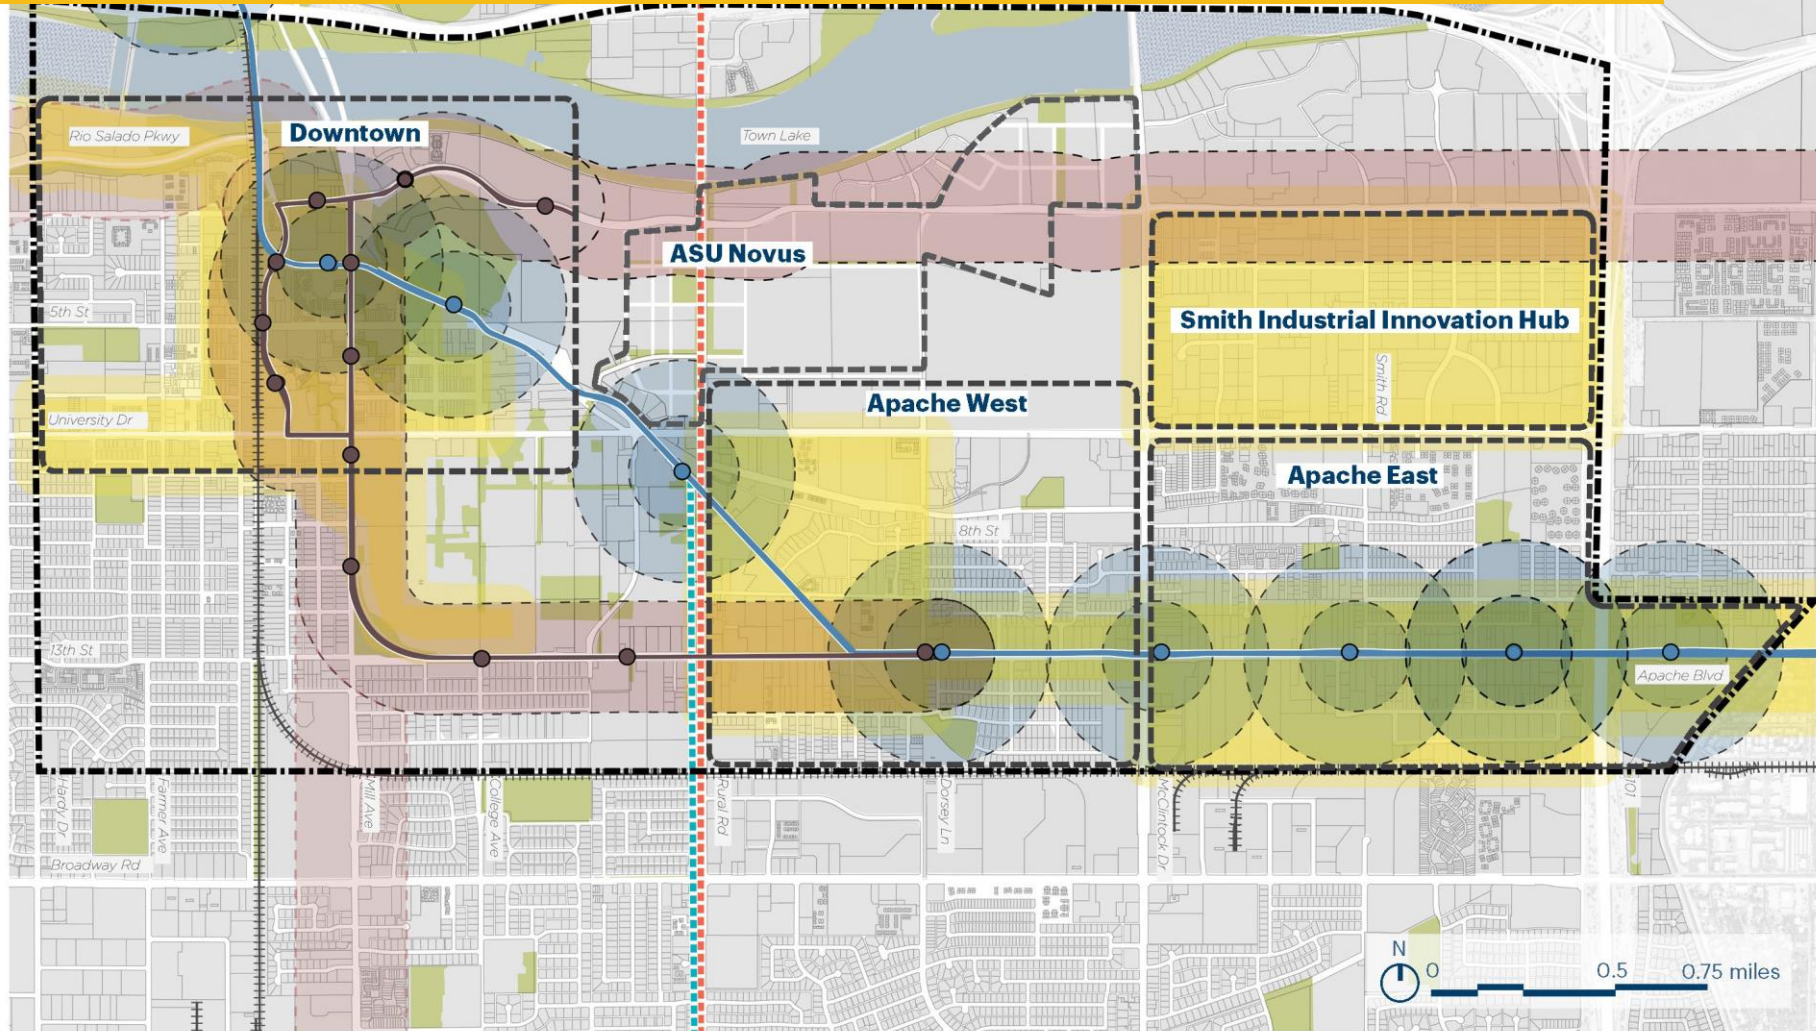 Rio Salado Pkwy
Downtown
Town Lake
ASU Novus
5th St
Smith Industrial Innovation Hub
Smith Rd
University Dr
Apache West
Apache East
8th St
13th St
Apache Blvd
Hardy Dr
Farmer Ave
Mill Ave
College Ave
Rural Rd
Dorsey Ln
McClintock Dr
101
Broadway Rd
N
0 0.5 0.75 miles